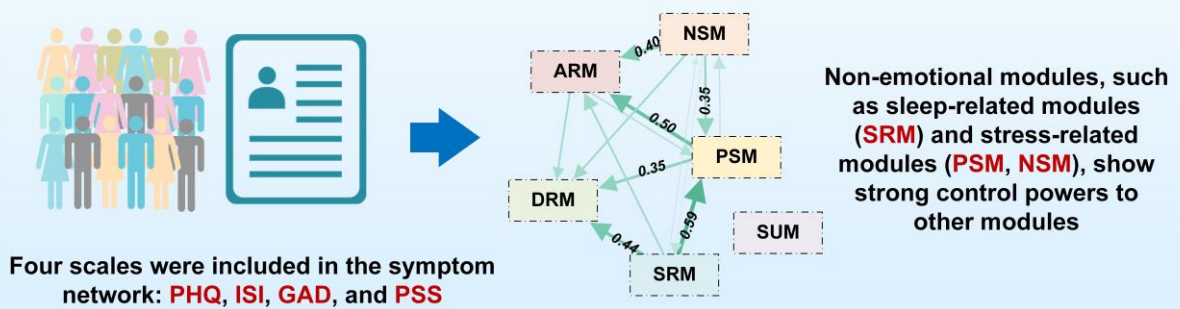 Four scales were included in the symptom
network: PHQ, ISI, GAD, and PSS
NSM
0.40
ARM
0.35
0.50
PSM
0.35
DRM
0.59
SUM
0.44
SRM
Non-emotional modules, such
as sleep-related modules
(SRM) and stress-related
modules (PSM, NSM), show
strong control powers to
other modules